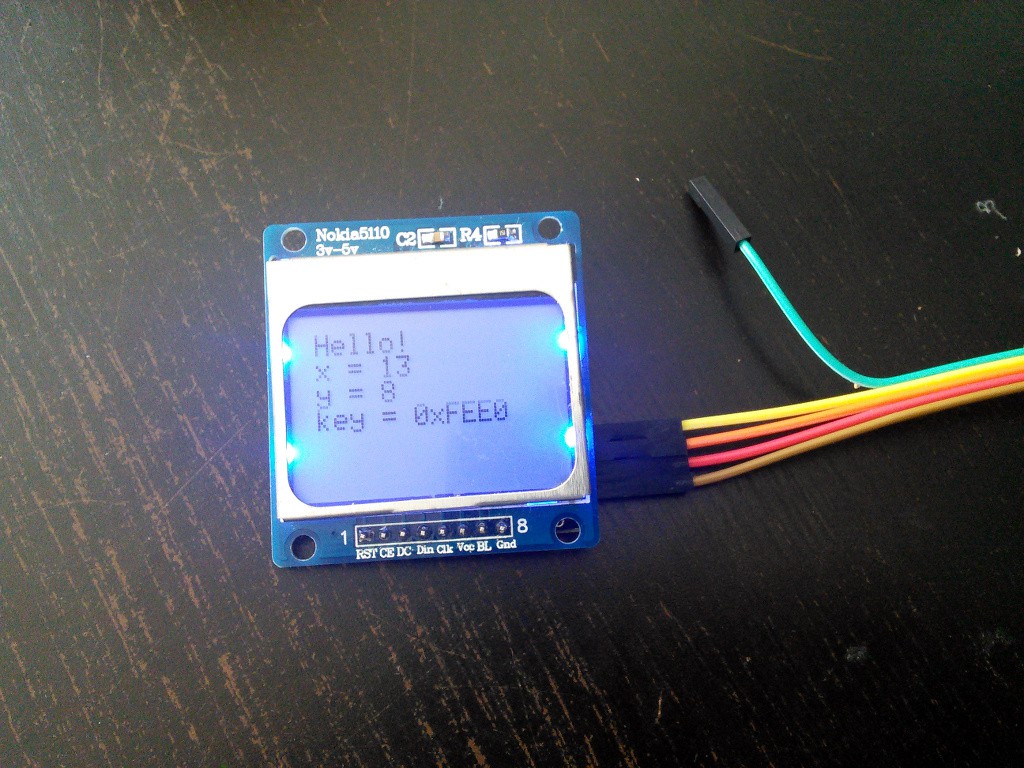 Nokia5110 C2 R4
3v-5v
Hello!
x = 13
y = 8
key = 0xFEE0
1 8
RST CE DC Din Clk Vcc BL Gnd